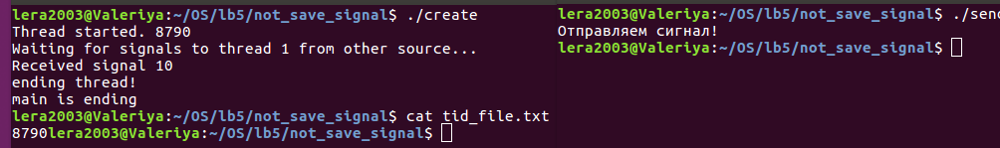 lera2003@Valeriya:~/OS/lb5/not_save_signal$ ./create
Thread started. 8790
Waiting for signals to thread 1 from other source...
Received signal 10
ending thread!
main is ending
lera2003@Valeriya:~/OS/lb5/not_save_signal$ cat tid_file.txt
8790lera2003@Valeriya:~/OS/lb5/not_save_signal$
lera2003@Valeriya:~/OS/lb5/not_save_signal$
Отправляем сигнал!
lera2003@Valeriya:~/OS/lb5/not_save_signal$